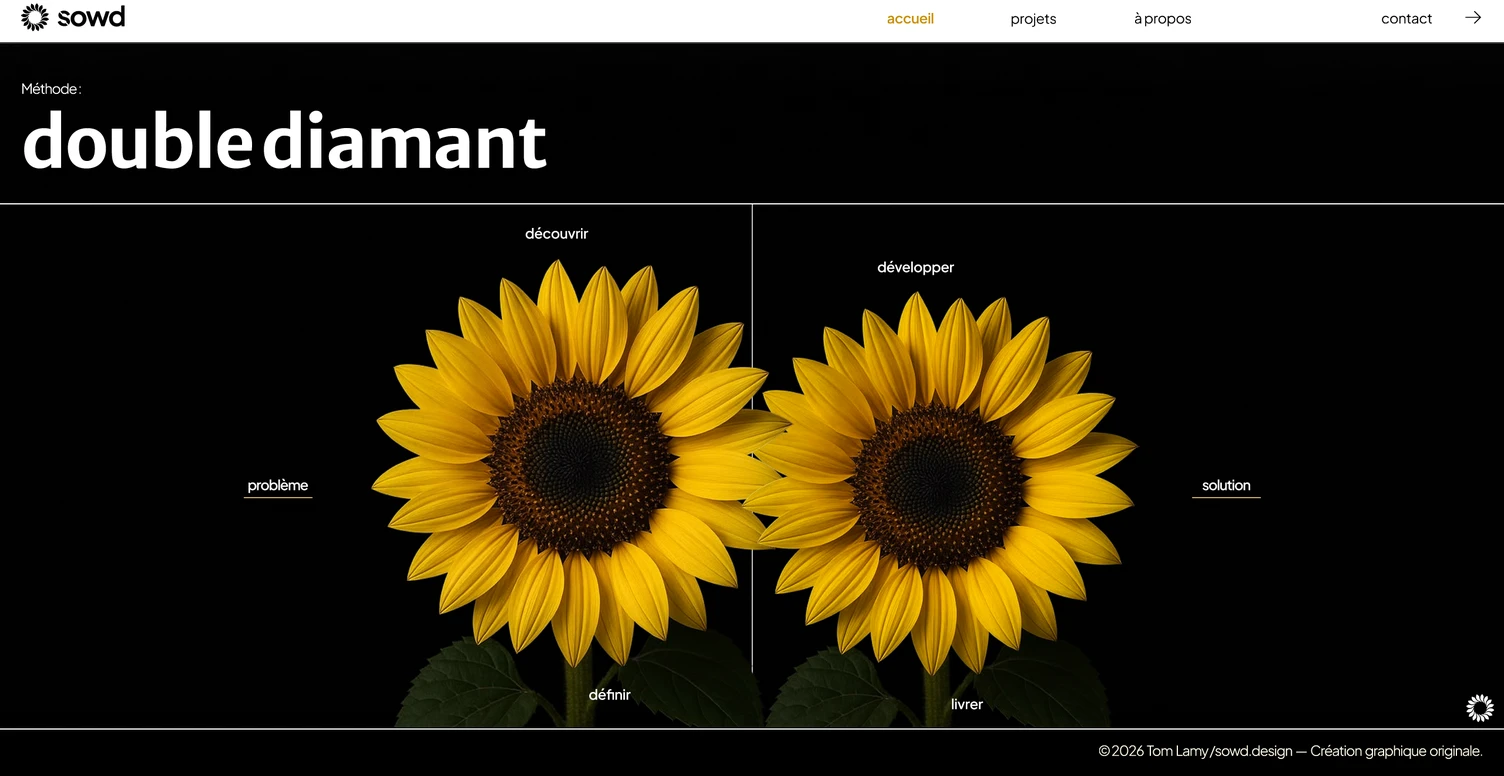 sowd
accueil
projets
à propos
contact
Méthode :
double diamant
découvrir
développer
problème
solution
définir
livrer
©2026 Tom Lamy/sowd.design — Création graphique originale.